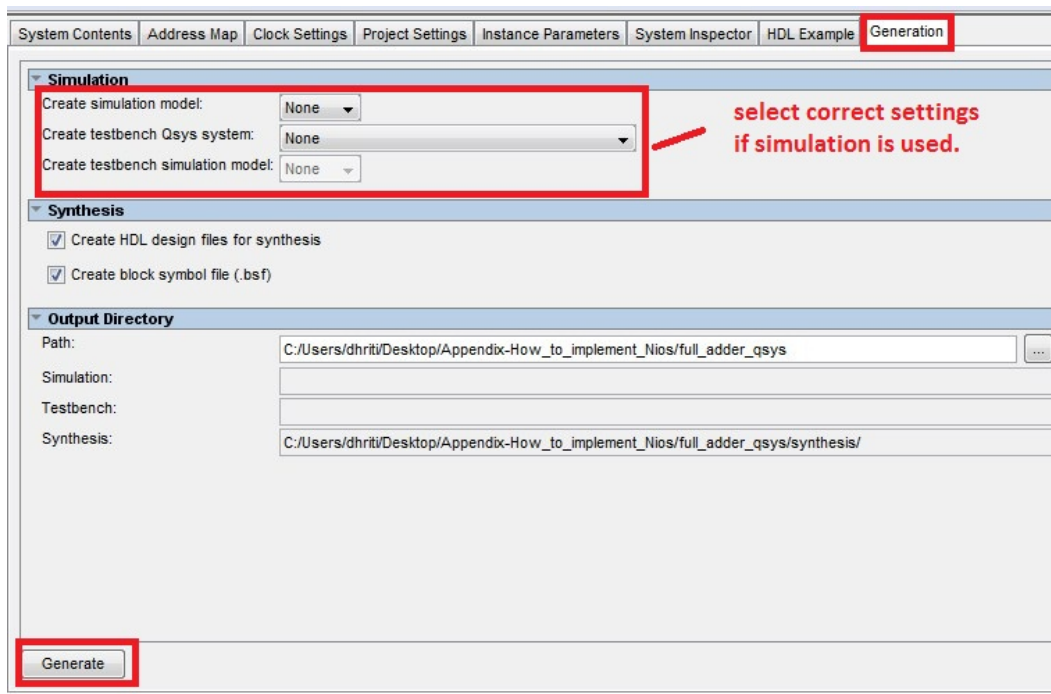 System Contents Address Map Clock Settings Project Settings Instance Parameters System Inspector HDL Example Generation
Simulation
Create simulation model: None
Create testbench Qsys system: None
Create testbench simulation model: None
select correct settings
if simulation is used.
Synthesis
Create HDL design files for synthesis
Create block symbol file (.bsf)
Output Directory
Path: C:/Users/dhriti/Desktop/Appendix-How_to_implement_Nios/full_adder_qsys ...
Simulation:
Testbench:
Synthesis: C:/Users/dhriti/Desktop/Appendix-How_to_implement_Nios/full_adder_qsys/synthesis/
Generate